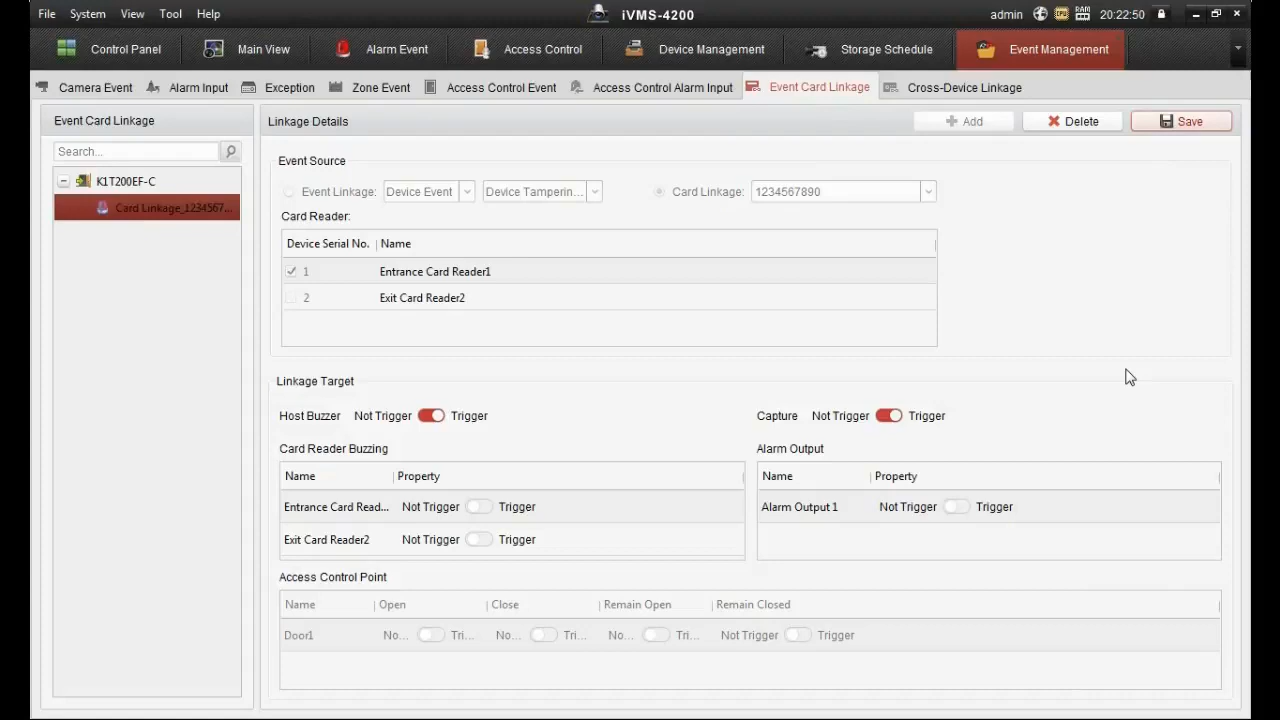 File System View Tool Help iVMS-4200 admin 20:22:50
Control Panel Main View Alarm Event Access Control Device Management Storage Schedule Event Management
Camera Event Alarm Input Exception Zone Event Access Control Event Access Control Alarm Input Event Card Linkage Cross-Device Linkage
Event Card Linkage
Search...
K1T200EF-C
Card Linkage_1234567...
Linkage Details Add Delete Save
Event Source
Event Linkage: Device Event Device Tamperin... Card Linkage: 1234567890
Card Reader:
Device Serial No. Name
1 Entrance Card Reader1
2 Exit Card Reader2
Linkage Target
Host Buzzer Not Trigger Trigger Capture Not Trigger Trigger
Card Reader Buzzing Alarm Output
Name Property Name Property
Entrance Card Read... Not Trigger Trigger Alarm Output 1 Not Trigger Trigger
Exit Card Reader2 Not Trigger Trigger
Access Control Point
Name Open Close Remain Open Remain Closed
Door1 No... Tri... No... Tri... No... Tri... Not Trigger Trigger